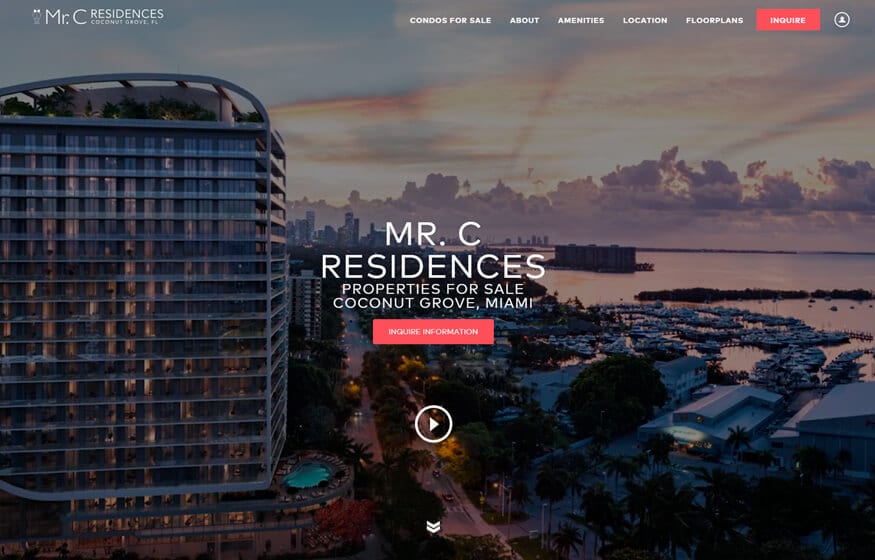 Mr. C RESIDENCES
COCONUT GROVE, FL
CONDOS FOR SALE
ABOUT
AMENITIES
LOCATION
FLOORPLANS
INQUIRE
MR. C
RESIDENCES
PROPERTIES FOR SALE
COCONUT GROVE, MIAMI
INQUIRE INFORMATION